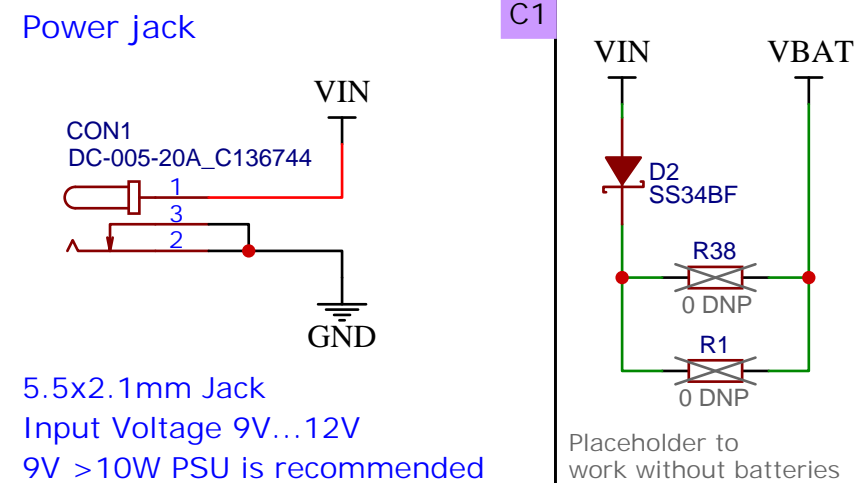 Power jack
VIN
CON1
DC-005-20A_C136744
1
3
2
GND
5.5x2.1mm Jack
Input Voltage 9V...12V
9V >10W PSU is recommended
C1
VIN
VBAT
D2
SS34BF
R38
0 DNP
R1
0 DNP
Placeholder to
work without batteries